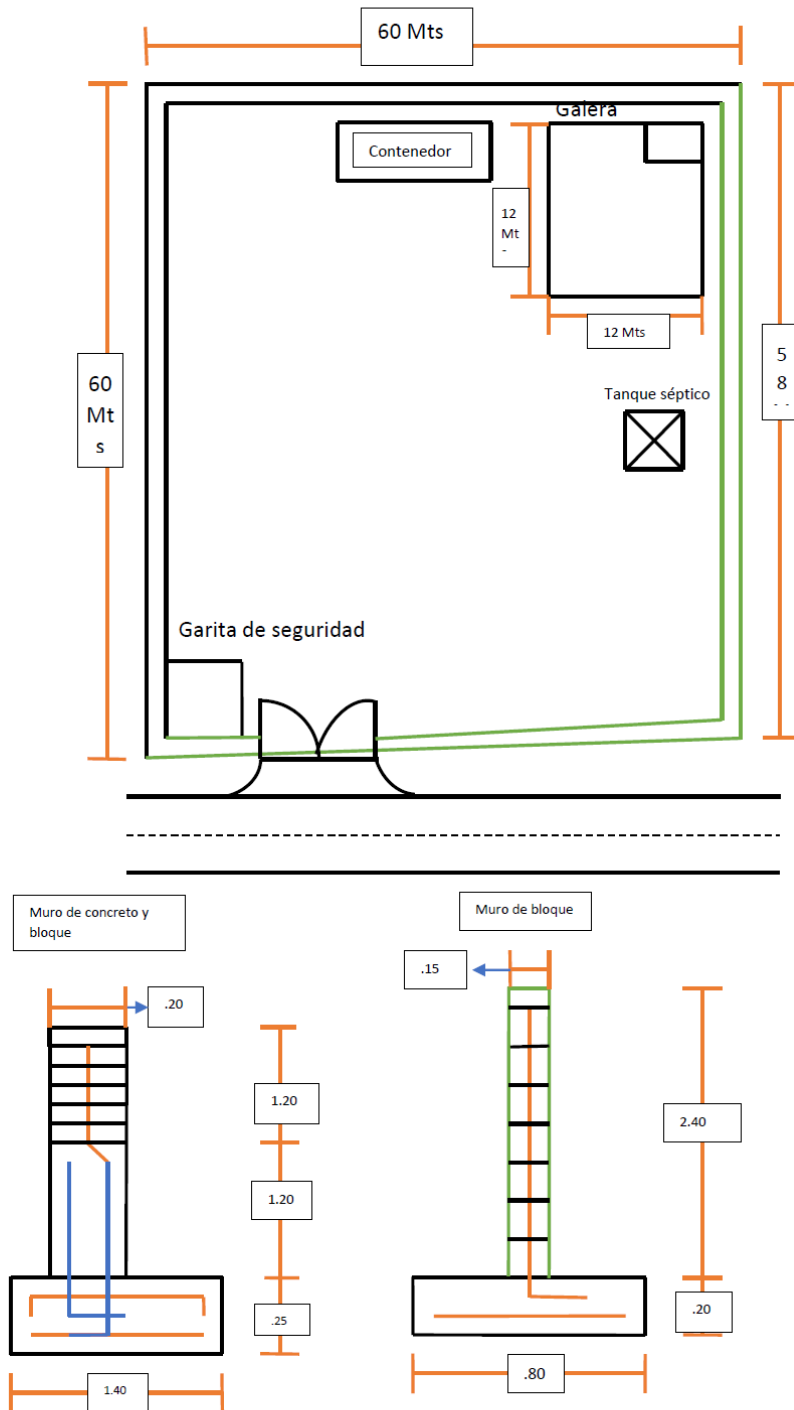 60 Mts
Galera
Contenedor
12
Mt
12 Mts
60
Mt
s
5
8
Tanque séptico
Garita de seguridad
Muro de concreto y
bloque
Muro de bloque
.15
.20
1.20
2.40
1.20
.25
.20
1.40
.80